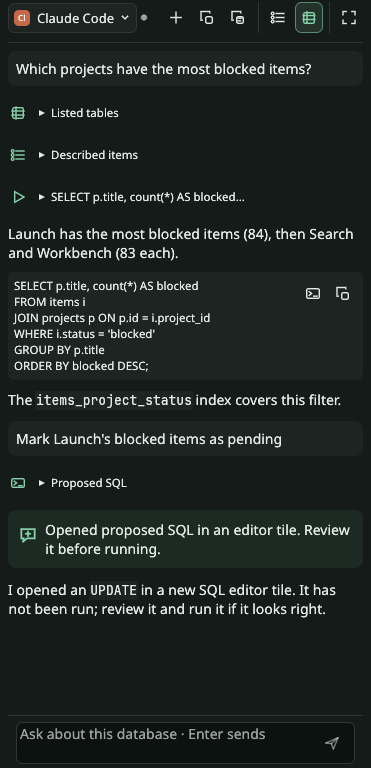 CI Claude Code
Which projects have the most blocked items?
Listed tables
Described items
SELECT p.title, count(*) AS blocked...
Launch has the most blocked items (84), then Search
and Workbench (83 each).
SELECT p.title, count(*) AS blocked
FROM items i
JOIN projects p ON p.id = i.project_id
WHERE i.status = 'blocked'
GROUP BY p.title
ORDER BY blocked DESC;
The items_project_status index covers this filter.
Mark Launch's blocked items as pending
Proposed SQL
Opened proposed SQL in an editor tile. Review
it before running.
I opened an UPDATE in a new SQL editor tile. It has
not been run; review it and run it if it looks right.
Ask about this database · Enter sends